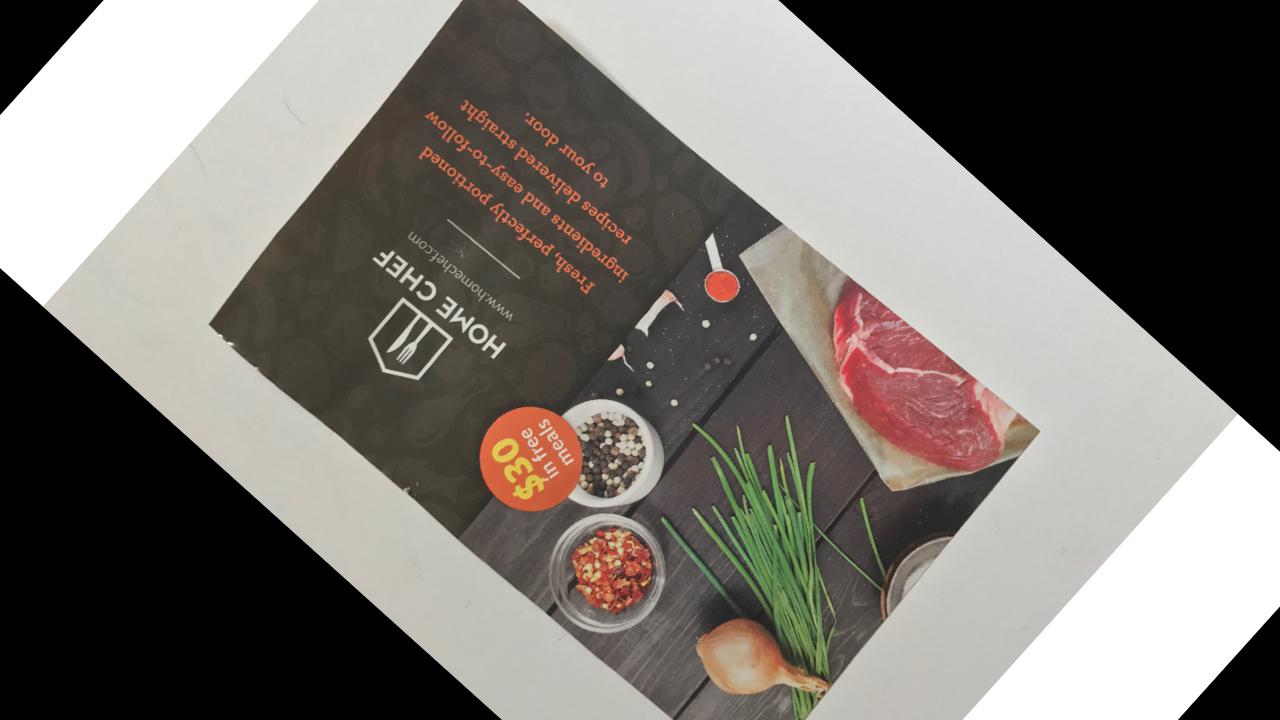 $30
in free
meals
HOME CHEF
www.homechef.com
Fresh, perfectly portioned
ingredients and easy-to-follow
recipes delivered straight
to your door.